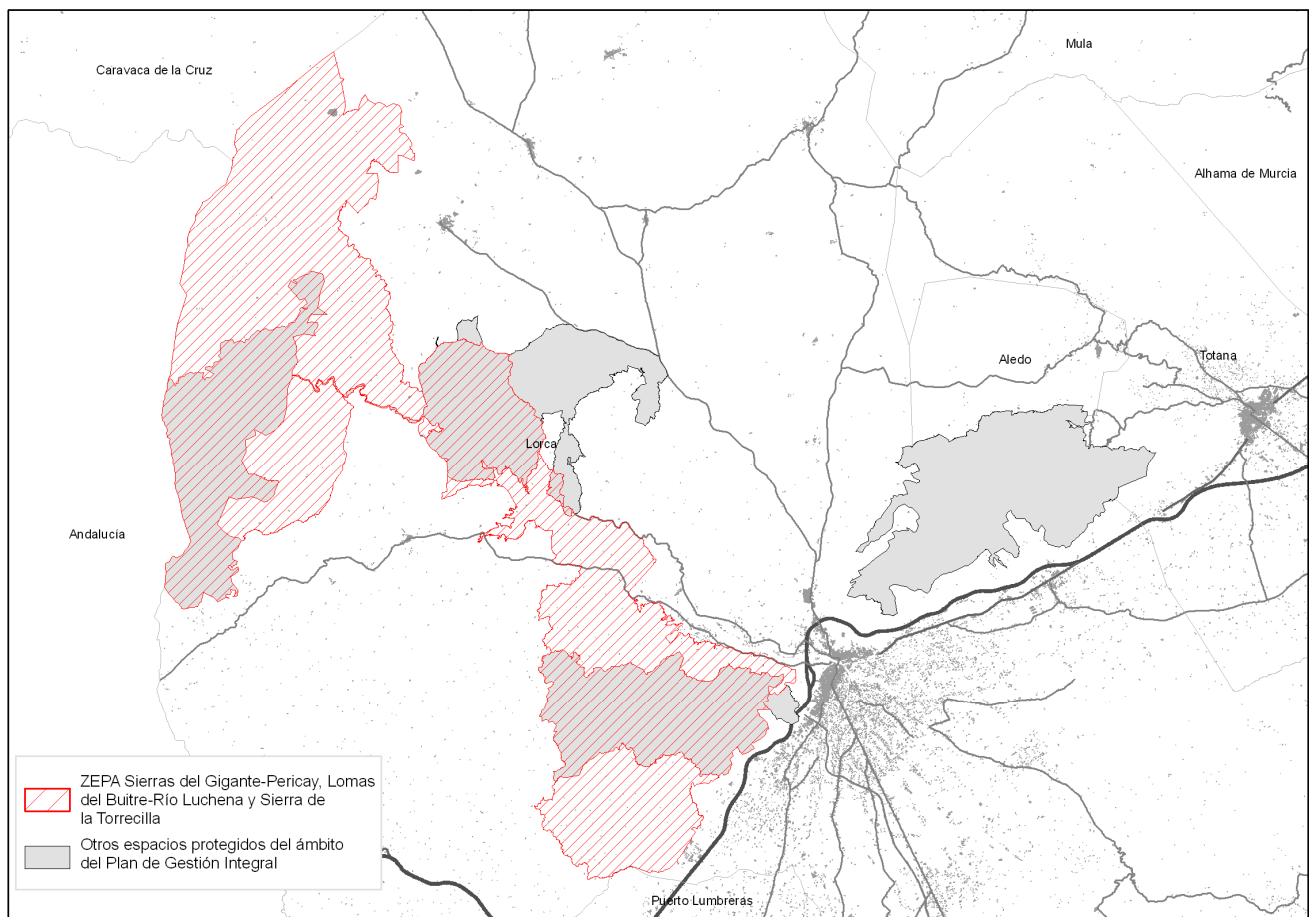 Mula
Caravaca de la Cruz
Alhama de Murcia
Aledo
Totana
Lorca
Andalucía
ZEPA Sierras del Gigante-Pericay, Lomas
del Buitre-Río Luchena y Sierra de
la Torrecilla
Otros espacios protegidos del ámbito
del Plan de Gestión Integral
Puerto Lumbreras